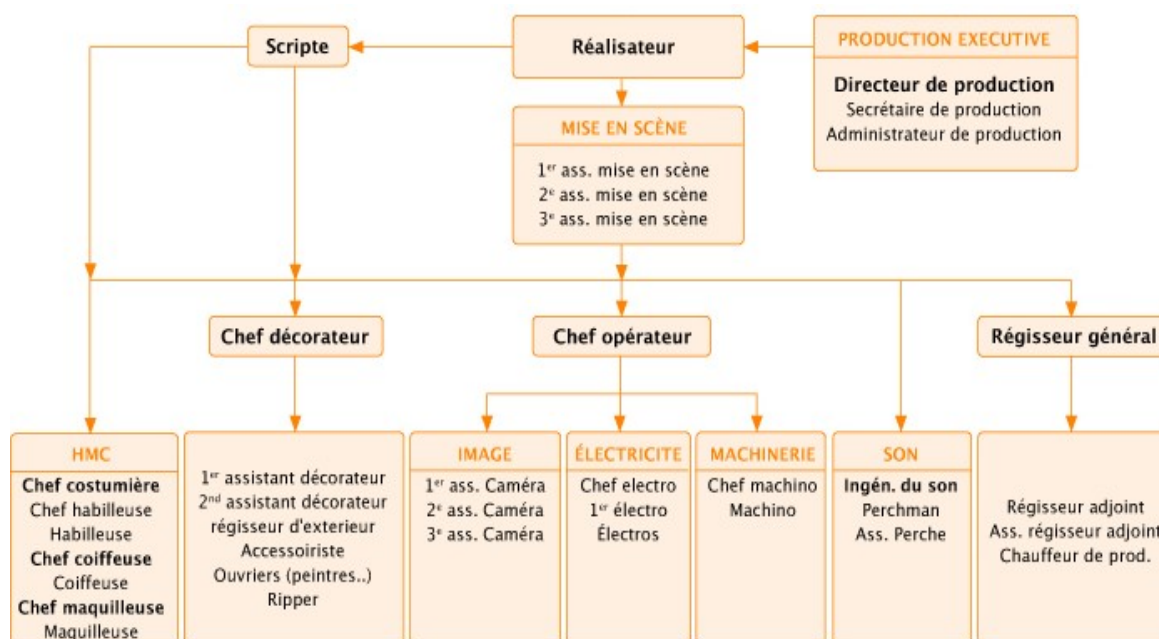 Scripte
Réalisateur
PRODUCTION EXECUTIVE
Directeur de production
Secrétaire de production
Administrateur de production
MISE EN SCÈNE
1er ass. mise en scène
2e ass. mise en scène
3e ass. mise en scène
Chef décorateur
Chef opérateur
Régisseur général
HMC
Chef costumière
Chef habilleuse
Habilleuse
Chef coiffeuse
Coiffeuse
Chef maquilleuse
Maquilleuse
1er assistant décorateur
2nd assistant décorateur
régisseur d'exterieur
Accessoiriste
Ouvriers (peintres..)
Ripper
IMAGE
1er ass. Caméra
2e ass. Caméra
3e ass. Caméra
ÉLECTRICITE
Chef electro
1er électro
Électros
MACHINERIE
Chef machino
Machino
SON
Ingén. du son
Perchman
Ass. Perche
Régisseur adjoint
Ass. régisseur adjoint
Chauffeur de prod.